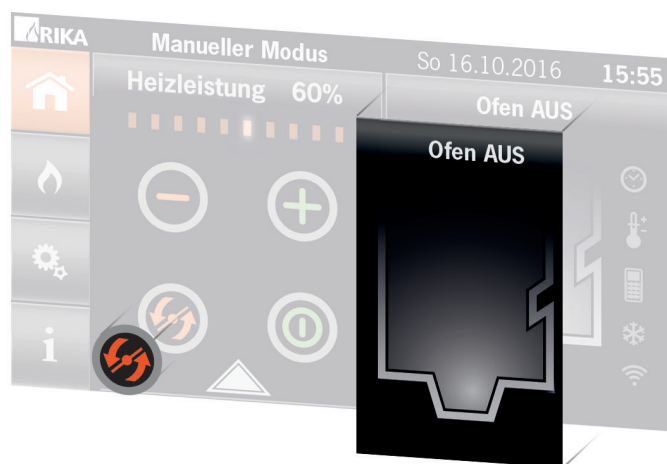 RIKA
Manueller Modus
So 16.10.2016
15:55
Heizleistung 60%
Ofen AUS
Ofen AUS
i